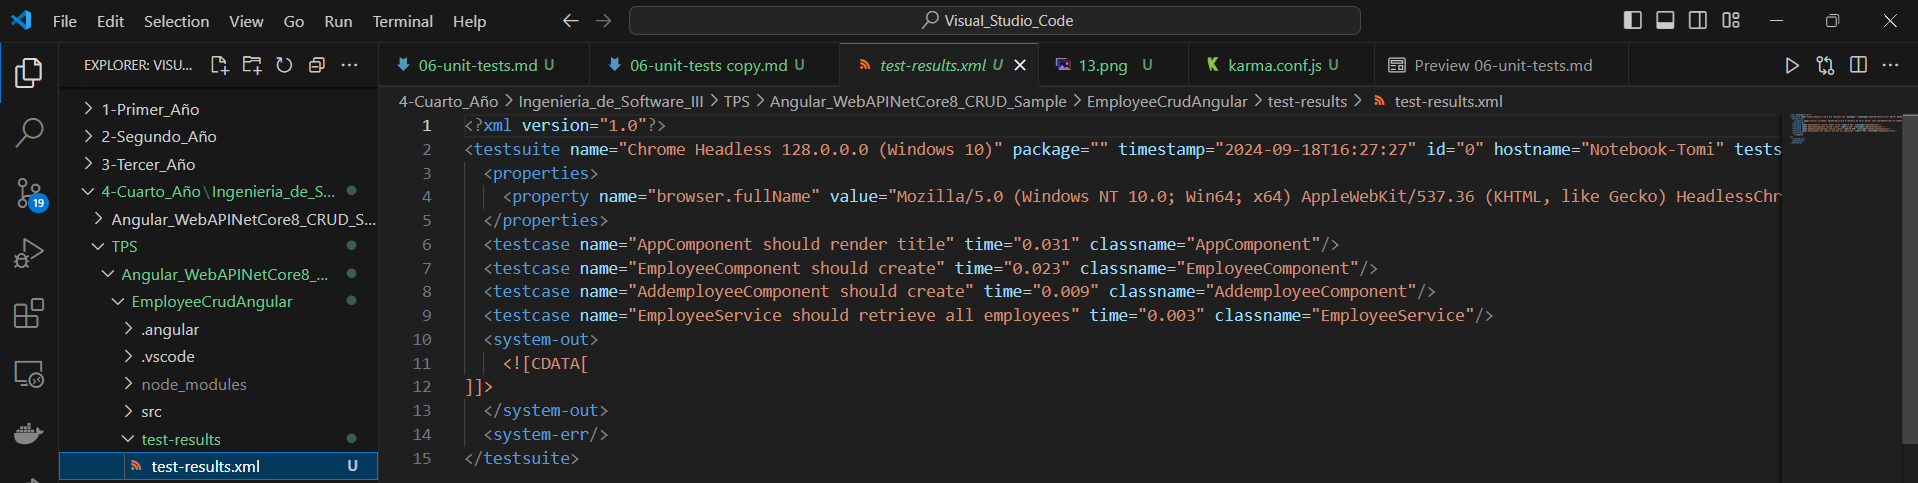 File Edit Selection View Go Run Terminal Help
Visual_Studio_Code
EXPLORER: VISU...
06-unit-tests.md U
06-unit-tests copy.md U
test-results.xml U
13.png U
karma.conf.js U
Preview 06-unit-tests.md
1-Primer_Año
2-Segundo_Año
3-Tercer_Año
4-Cuarto_Año\Ingenieria_de_S...
Angular_WebAPINetCore8_CRUD_S...
TPS
Angular_WebAPINetCore8_...
EmployeeCrudAngular
.angular
.vscode
node_modules
src
test-results
test-results.xml U
19
4-Cuarto_Año > Ingenieria_de_Software_III > TPS > Angular_WebAPINetCore8_CRUD_Sample > EmployeeCrudAngular > test-results > test-results.xml
1 <?xml version="1.0"?>
2 <testsuite name="Chrome Headless 128.0.0.0 (Windows 10)" package="" timestamp="2024-09-18T16:27:27" id="0" hostname="Notebook-Tomi" tests
3 <properties>
4 <property name="browser.fullName" value="Mozilla/5.0 (Windows NT 10.0; Win64; x64) AppleWebKit/537.36 (KHTML, like Gecko) HeadlessChr
5 </properties>
6 <testcase name="AppComponent should render title" time="0.031" classname="AppComponent"/>
7 <testcase name="EmployeeComponent should create" time="0.023" classname="EmployeeComponent"/>
8 <testcase name="AddemployeeComponent should create" time="0.009" classname="AddemployeeComponent"/>
9 <testcase name="EmployeeService should retrieve all employees" time="0.003" classname="EmployeeService"/>
10 <system-out>
11 <![CDATA[
12 ]]>
13 </system-out>
14 <system-err/>
15 </testsuite>